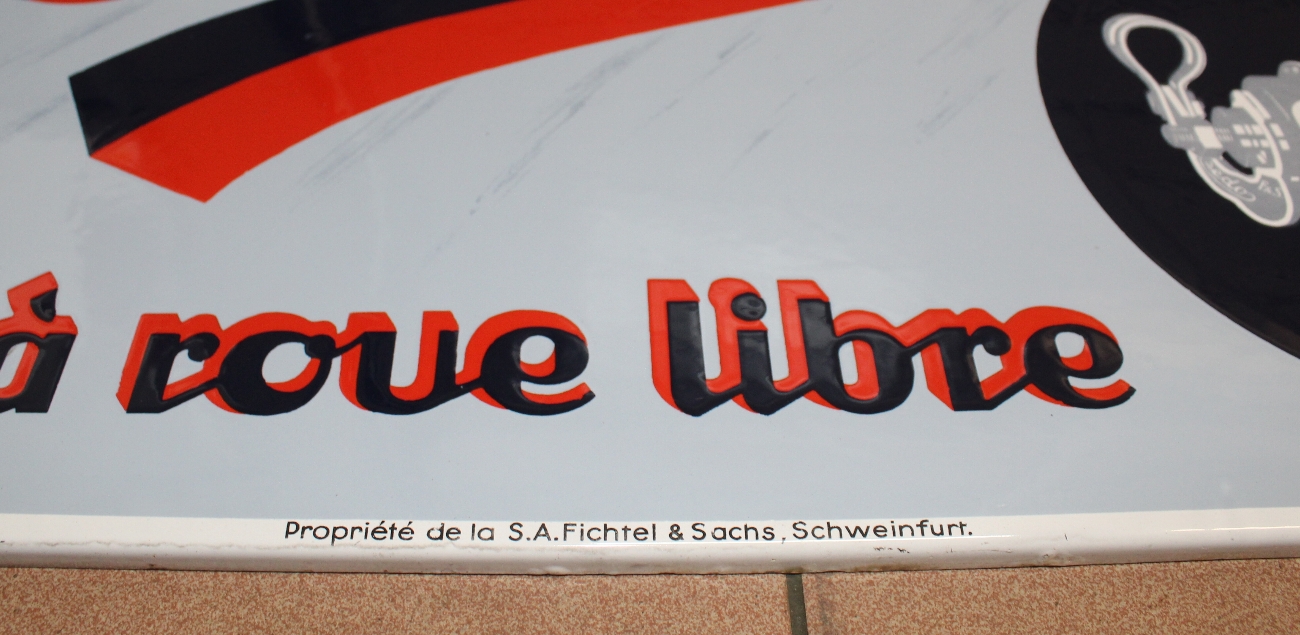 à roue libre
Propriété de la S.A. Fichtel & Sachs, Schweinfurt.